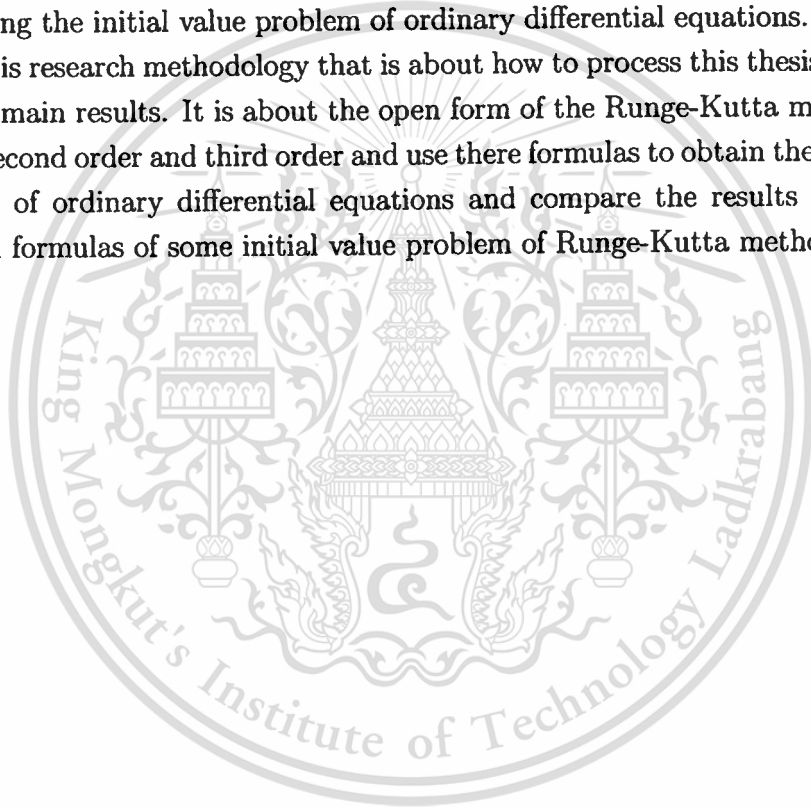 ng the initial value problem of ordinary differential equations.
is research methodology that is about how to process this thesis
main results. It is about the open form of the Runge-Kutta m
econd order and third order and use there formulas to obtain the
of ordinary differential equations and compare the results
formulas of some initial value problem of Runge-Kutta metho
King Mongkut's Institute of Technology Ladkrabang